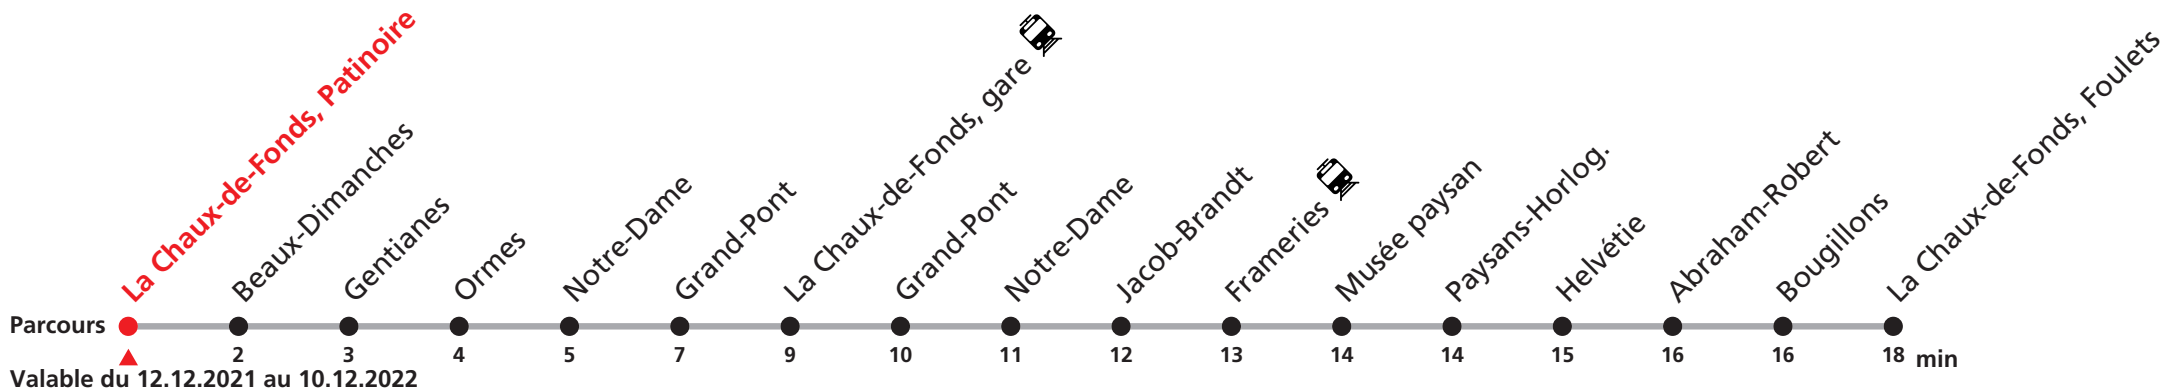 La Chaux-de-Fonds, Patinoire
Beaux-Dimanches
Gentianes
Ormes
Notre-Dame
Grand-Pont
La Chaux-de-Fonds, gare
Grand-Pont
Notre-Dame
Jacob-Brandt
Frameries
Musée paysan
Paysans-Horlog.
Helvétie
Abraham-Robert
Bougillons
La Chaux-de-Fonds, Foulets
Parcours
2 3 4 5 7 9 10 11 12 13 14 14 15 16 16 18 min
Valable du 12.12.2021 au 10.12.2022